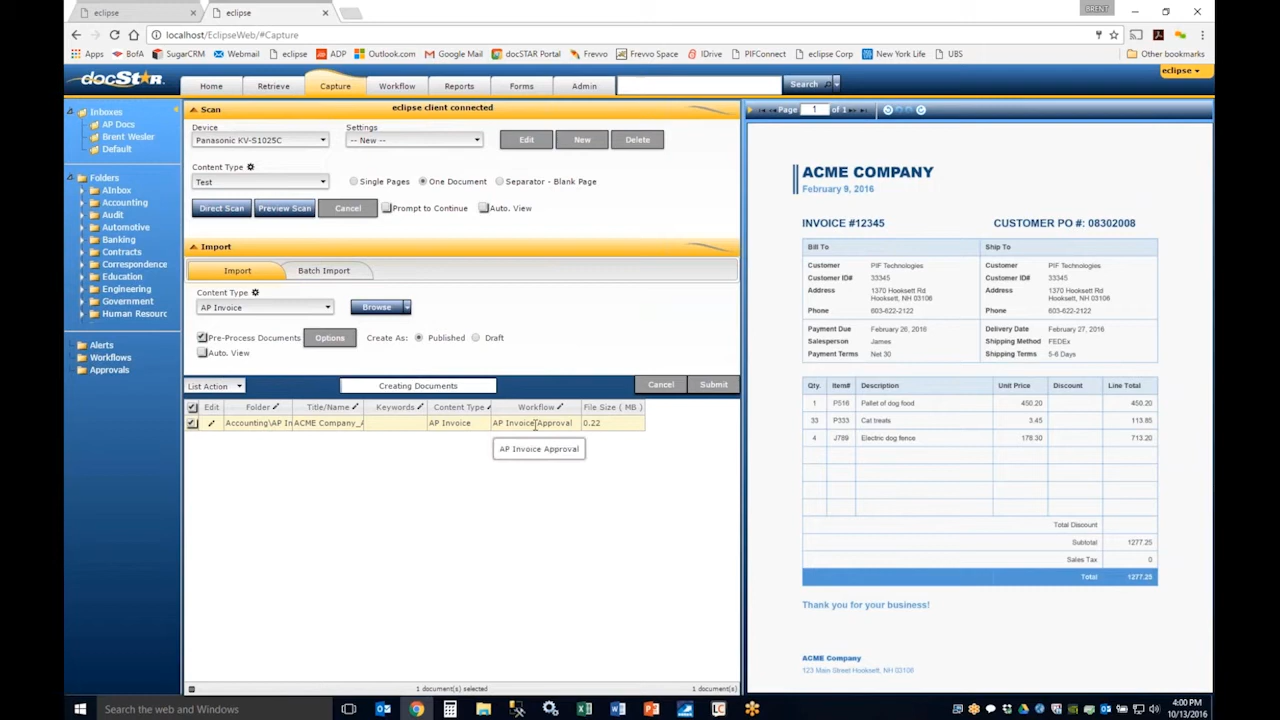 BRENT
eclipse
eclipse
localhost/EclipseWeb/#Capture
Apps
BofA
SugarCRM
Webmail
eclipse
ADP
Outlook.com
Google Mail
docSTAR Portal
Frevvo
Frevvo Space
IDrive
PIFConnect
eclipse Corp
New York Life
UBS
Other bookmarks
docStar
Home
Retrieve
Capture
Workflow
Reports
Forms
Admin
Search
eclipse
Inboxes
AP Docs
Brent Wesler
Default
Folders
AInbox
Accounting
Audit
Automotive
Banking
Contracts
Correspondence
Education
Engineering
Government
Human Resourc
Alerts
Workflows
Approvals
Scan
eclipse client connected
Device
Settings
Panasonic KV-S1025C
-- New --
Edit
New
Delete
Content Type
Test
Single Pages
One Document
Separator - Blank Page
Direct Scan
Preview Scan
Cancel
Prompt to Continue
Auto. View
Import
Import
Batch Import
Content Type
AP Invoice
Browse
Pre-Process Documents
Options
Create As:
Published
Draft
Auto. View
List Action
Creating Documents
Cancel
Submit
Edit
Folder
Title/Name
Keywords
Content Type
Workflow
File Size ( MB )
Accounting\AP In
ACME Company_A
AP Invoice
AP Invoice Approval
0.22
AP Invoice Approval
1 document(s) selected
1 document(s)
Page
1
of 1
ACME COMPANY
February 9, 2016
INVOICE #12345
CUSTOMER PO #: 08302008
Bill To
Ship To
Customer PIF Technologies
Customer PIF Technologies
Customer ID# 33345
Customer ID# 33345
Address 1370 Hooksett Rd
Address 1370 Hooksett Rd
Hooksett, NH 03106
Hooksett, NH 03106
Phone 603-622-2122
Phone 603-622-2122
Payment Due February 26, 2016
Delivery Date February 27, 2016
Salesperson James
Shipping Method FEDEx
Payment Terms Net 30
Shipping Terms 5-6 Days
Qty. Item# Description Unit Price Discount Line Total
1 P516 Pallet of dog food 450.20 450.20
33 P333 Cat treats 3.45 113.85
4 J789 Electric dog fence 178.30 713.20
Total Discount
Subtotal 1277.25
Sales Tax 0
Total 1277.25
Thank you for your business!
ACME Company
123 Main Street Hooksett, NH 03106
Search the web and Windows
4:00 PM
10/13/2016